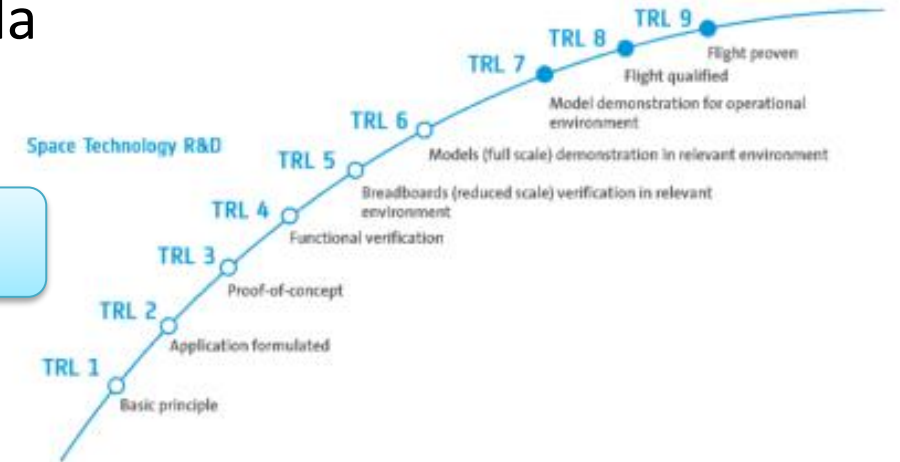 la
TRL 9
Flight proven
TRL 8
Flight qualified
TRL 7
Model demonstration for operational
environment
TRL 6
Models (full scale) demonstration in relevant environment
Space Technology R&D
TRL 5
Breadboards (reduced scale) verification in relevant
environment
TRL 4
Functional verification
TRL 3
Proof-of-concept
TRL 2
Application formulated
TRL 1
Basic principle